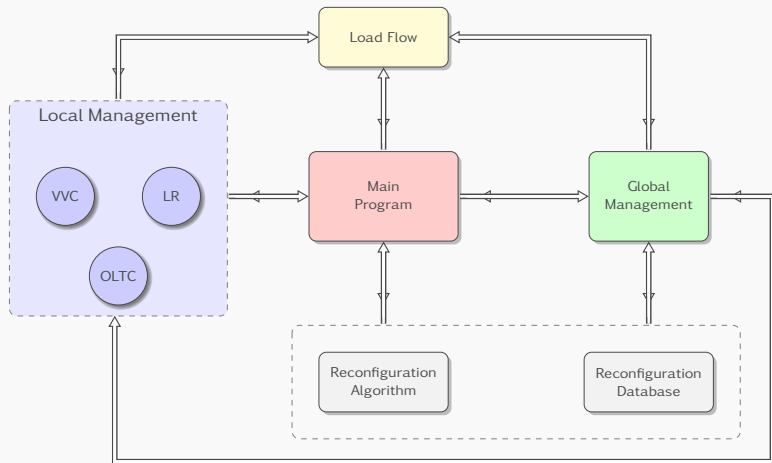 Load Flow
Local Management
VVC
LR
OLTC
Main
Program
Global
Management
Reconfiguration
Algorithm
Reconfiguration
Database